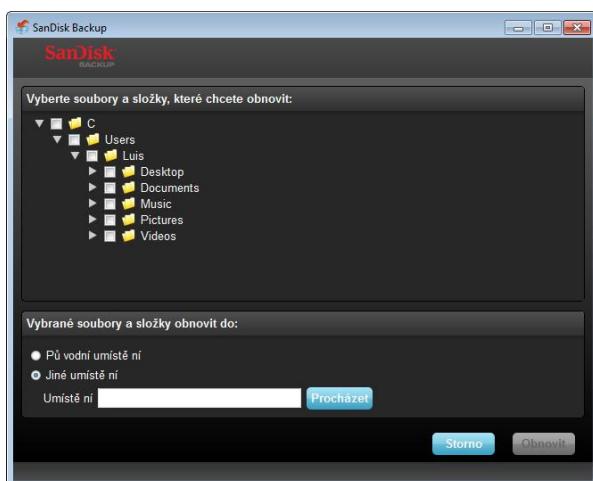 SanDisk Backup
SanDisk
BACKUP
Vyberte soubory a složky, které chcete obnovit:
C
Users
Luis
Desktop
Documents
Music
Pictures
Videos
Vybrané soubory a složky obnovit do:
Pů vodní umístě ní
Jiné umístě ní
Umístě ní Procházet
Storno Obnovit